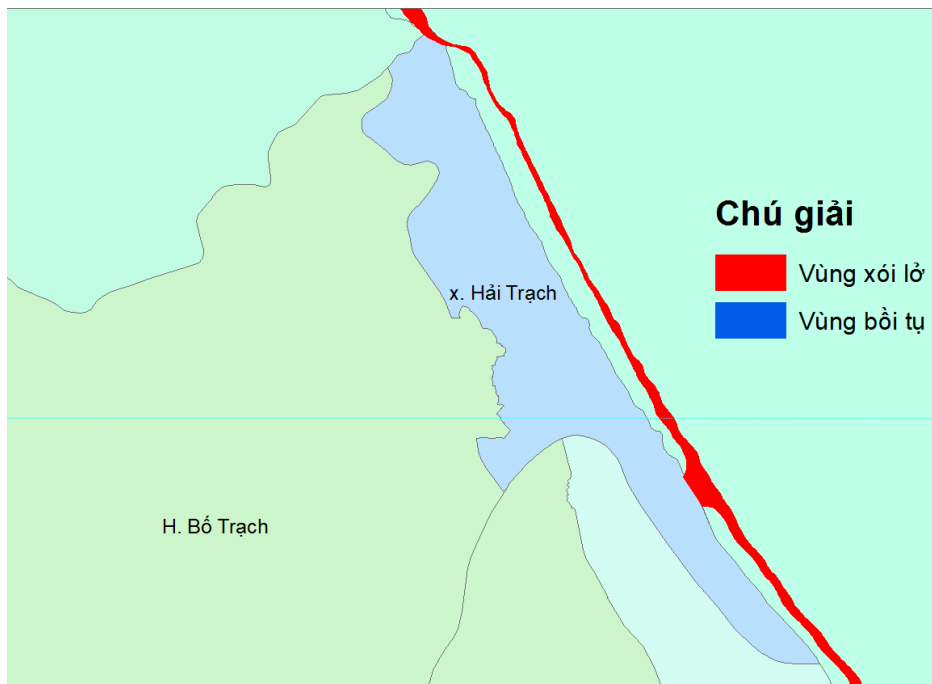 Chú giải
Vùng xói lở
x. Hải Trạch
Vùng bồi tụ
H. Bố Trạch